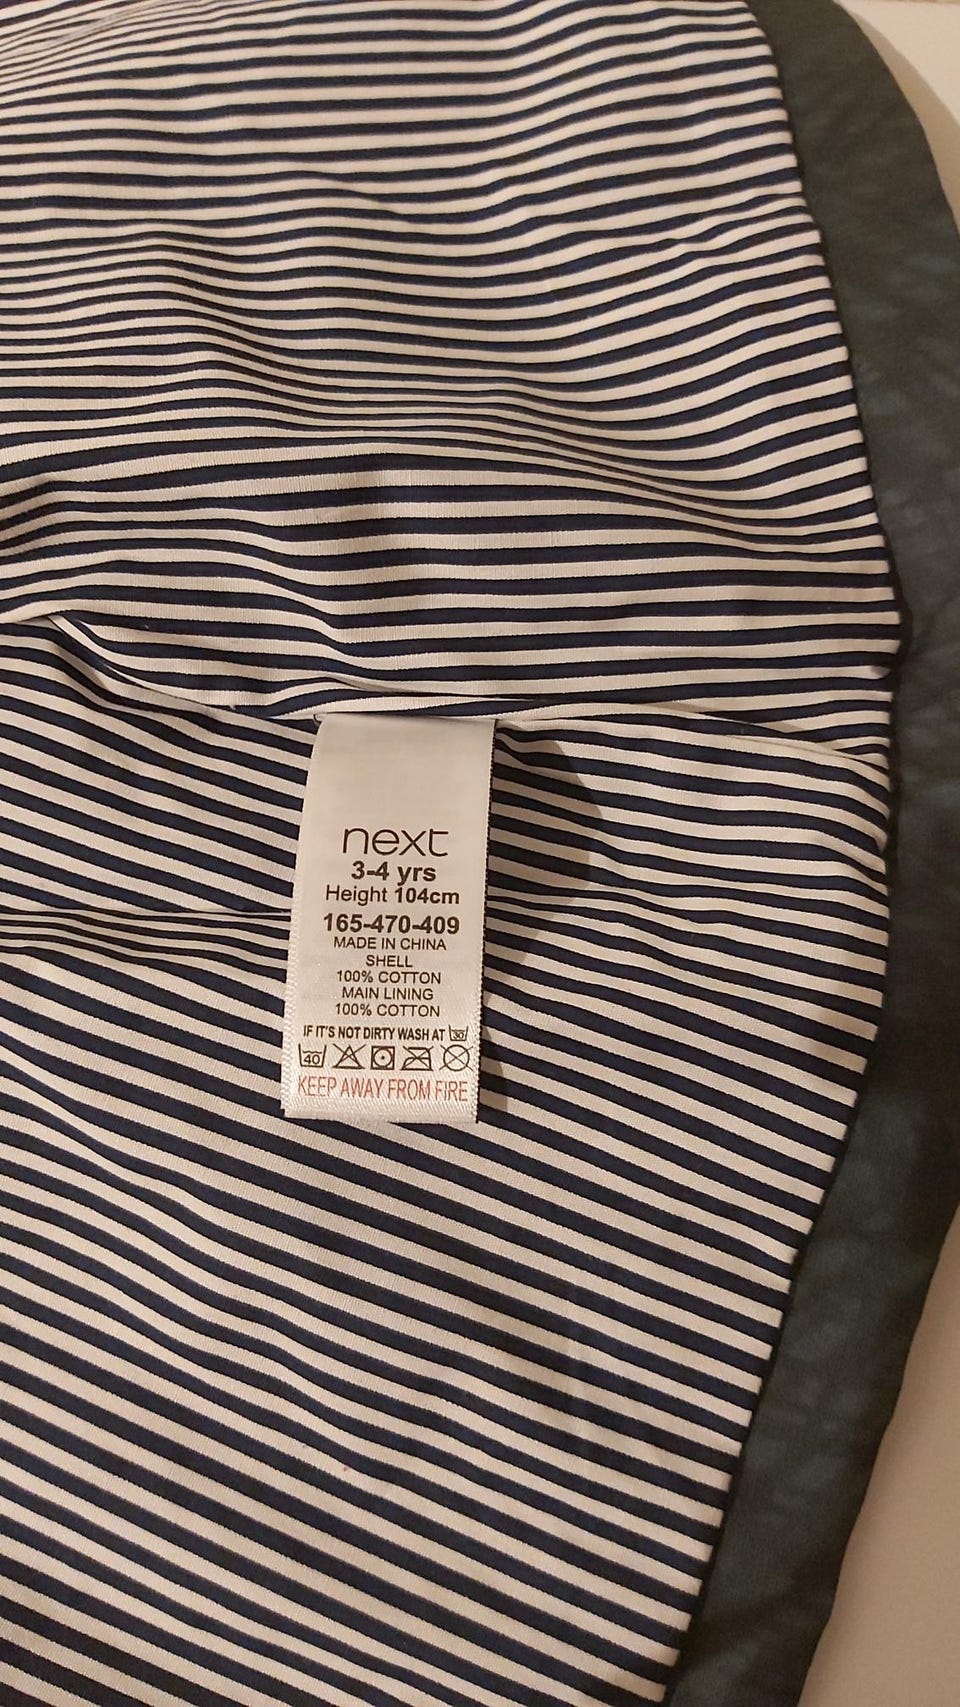 next
3-4 yrs
Height 104cm
165-470-409
MADE IN CHINA
SHELL
100% COTTON
MAIN LINING
100% COTTON
IF IT'S NOT DIRTY WASH AT 30
40
KEEP AWAY FROM FIRE